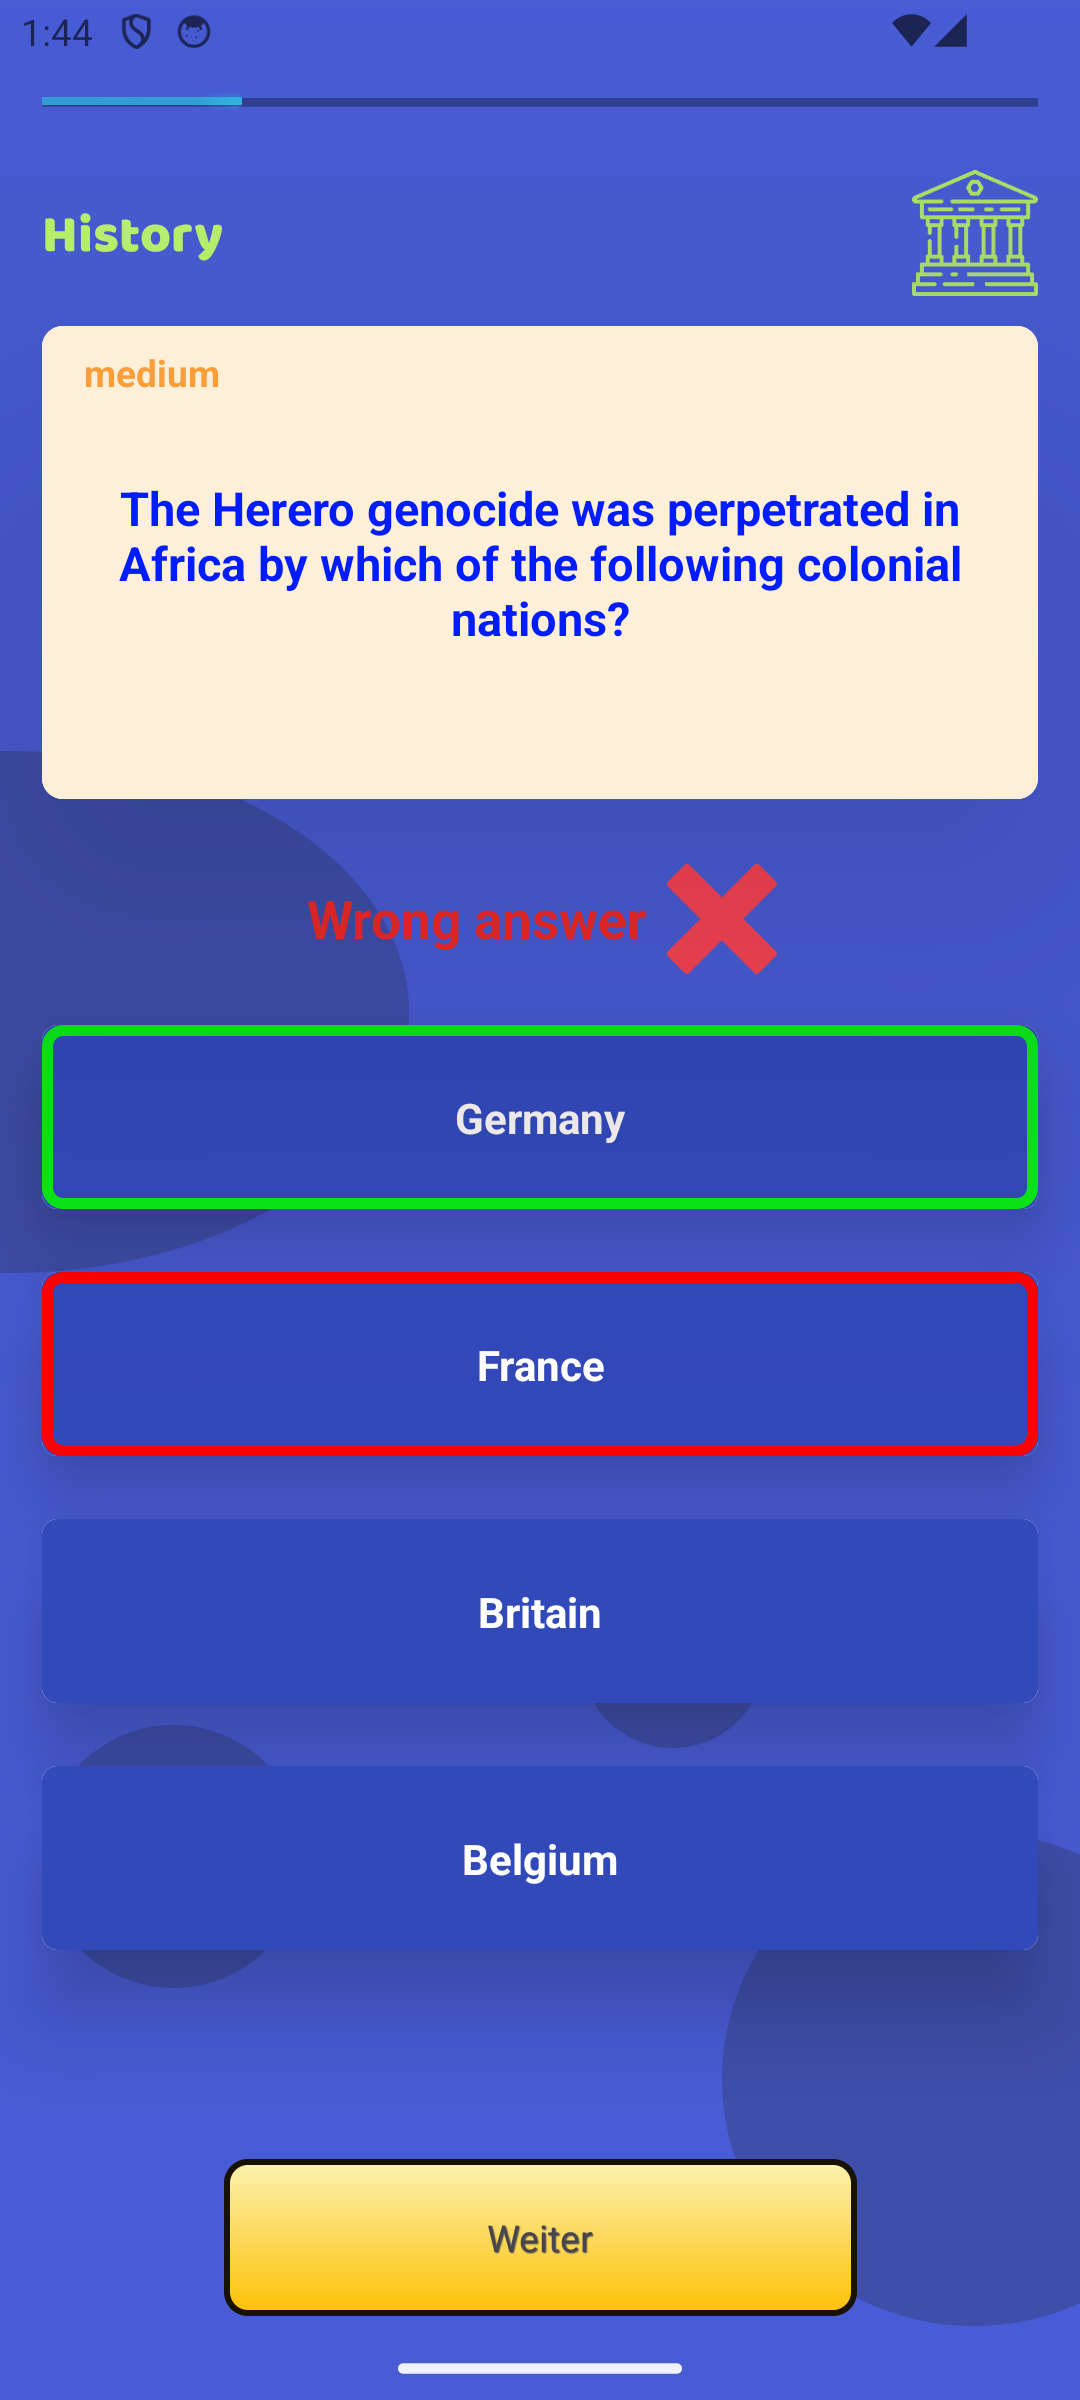 1:44
History
medium
The Herero genocide was perpetrated in
Africa by which of the following colonial
nations?
Wrong answer
Germany
France
Britain
Belgium
Weiter